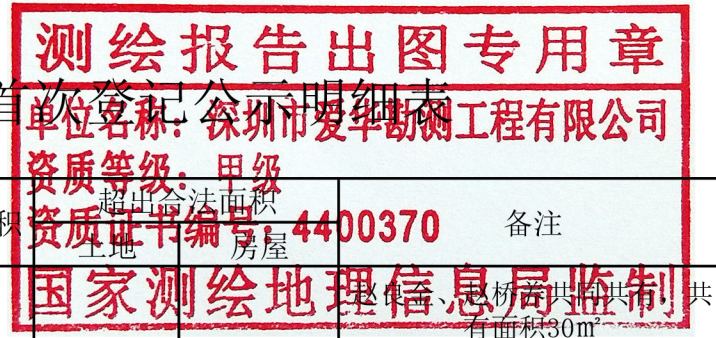 测绘报告出图专用章
首次登记公示明细表
单位名称：深圳市爱华勘测工程有限公司
资质等级：甲级
超出合法面积
积
资质证书编号：4400370
备注
土地
房屋
国家测绘地理信息局监制
赵良金、赵桥养共同共有，共
有面积30㎡